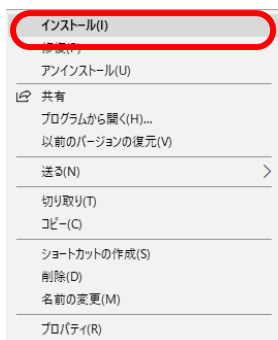 インストール(I)
修復(P)
アンインストール(U)
共有
プログラムから開く(H)...
以前のバージョンの復元(V)
送る(N)
切り取り(T)
コピー(C)
ショートカットの作成(S)
削除(D)
名前の変更(M)
プロパティ(R)